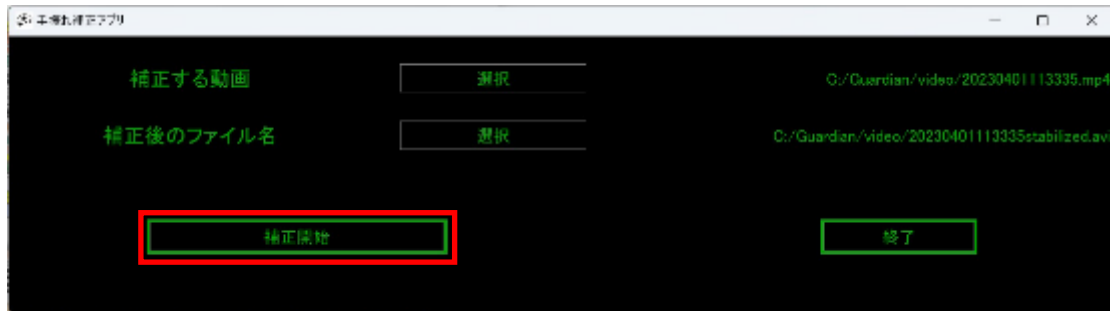 手振れ補正アプリ
補正する動画 選択 C:/Guardian/video/20230401113335.mp4
補正後のファイル名 選択 C:/Guardian/video/20230401113335stabilized.avi
補正開始 終了